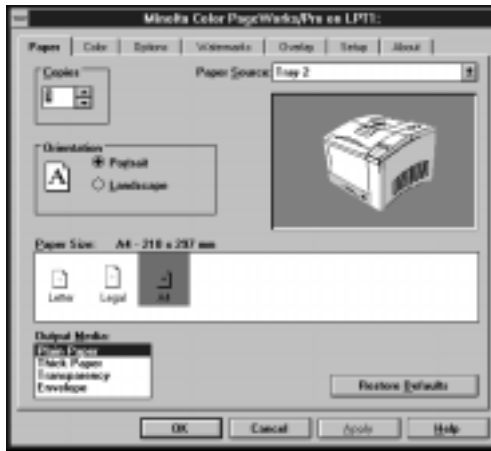 Minolta Color PageWorks/Pro on LPT1:
Paper Color Options Watermarks Overlay Setup About
Copies
Paper Source: Tray 2
Orientation
A
Portrait
Landscape
Paper Size: A4 - 210 x 297 mm
Letter Legal A4
Output Media:
Plain Paper
Thick Paper
Transparency
Envelope
Restore Defaults
OK Cancel Apply Help